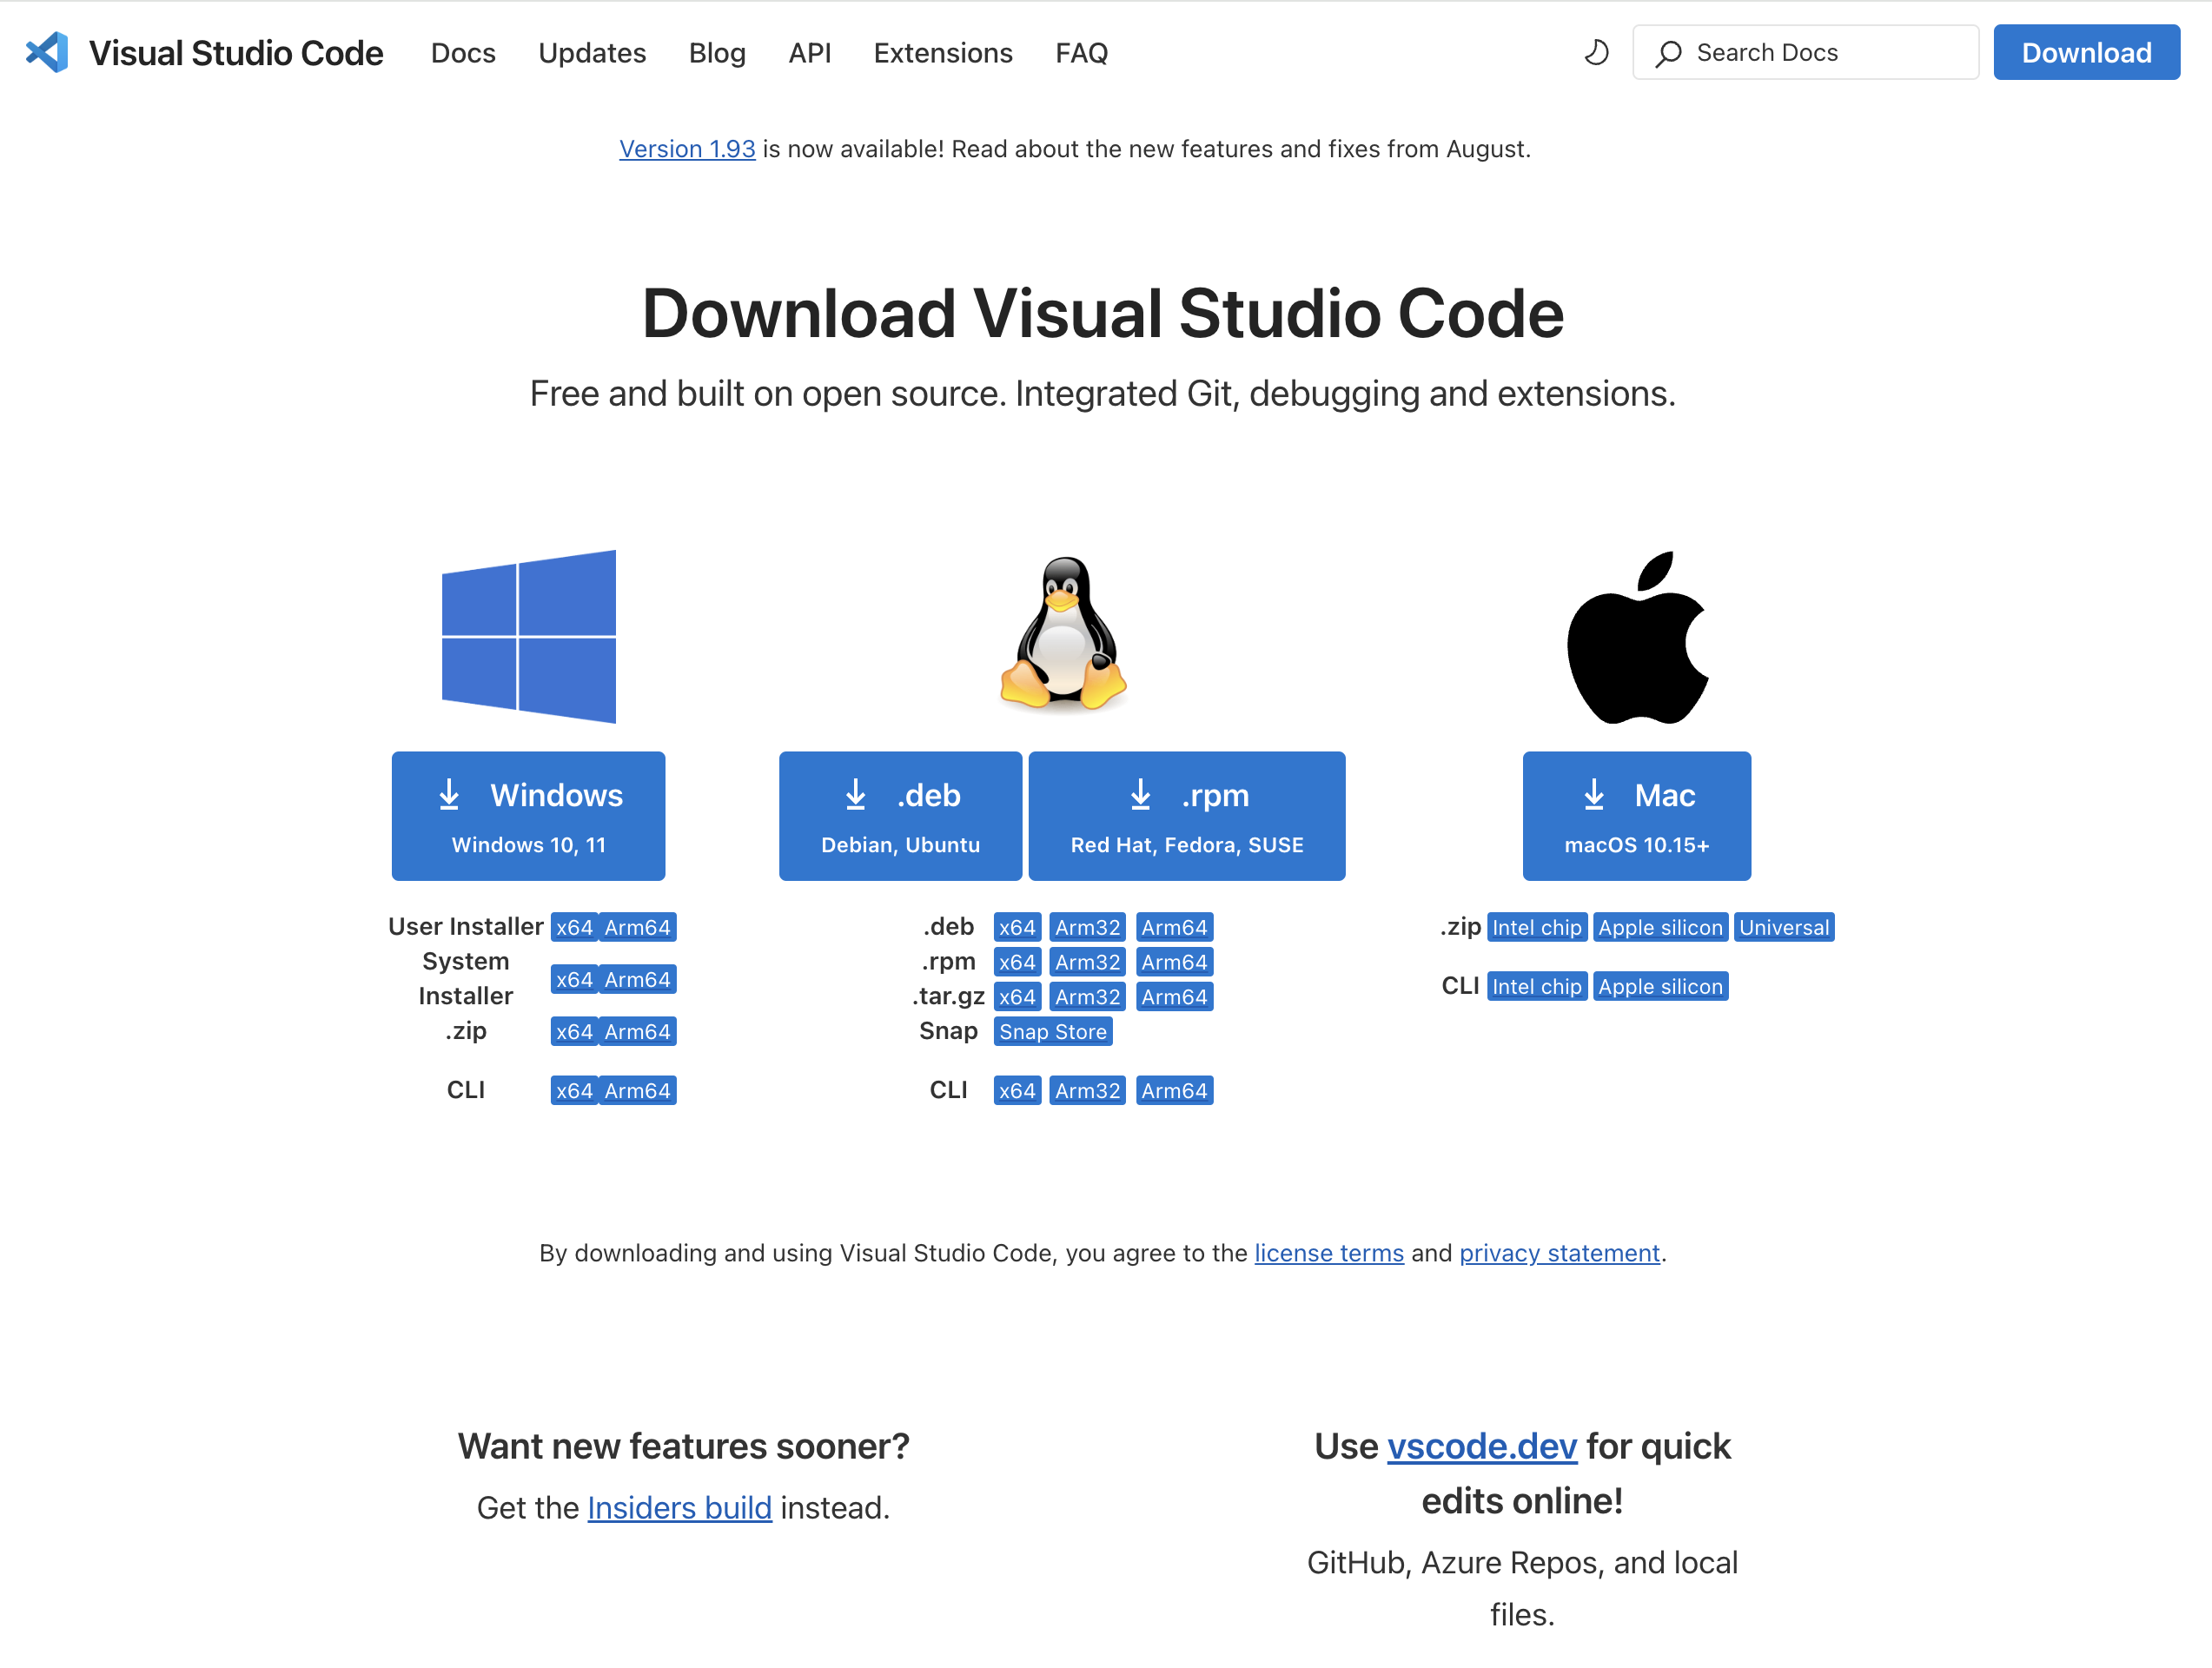 Visual Studio Code Docs Updates Blog API Extensions FAQ Search Docs Download
Version 1.93 is now available! Read about the new features and fixes from August.
Download Visual Studio Code
Free and built on open source. Integrated Git, debugging and extensions.
Windows
Windows 10, 11
User Installer x64 Arm64
System
Installer x64 Arm64
.zip x64 Arm64
CLI x64 Arm64
.deb
Debian, Ubuntu
.rpm
Red Hat, Fedora, SUSE
.deb x64 Arm32 Arm64
.rpm x64 Arm32 Arm64
.tar.gz x64 Arm32 Arm64
Snap Snap Store
CLI x64 Arm32 Arm64
Mac
macOS 10.15+
.zip Intel chip Apple silicon Universal
CLI Intel chip Apple silicon
By downloading and using Visual Studio Code, you agree to the license terms and privacy statement.
Want new features sooner?
Get the Insiders build instead.
Use vscode.dev for quick
edits online!
GitHub, Azure Repos, and local
files.